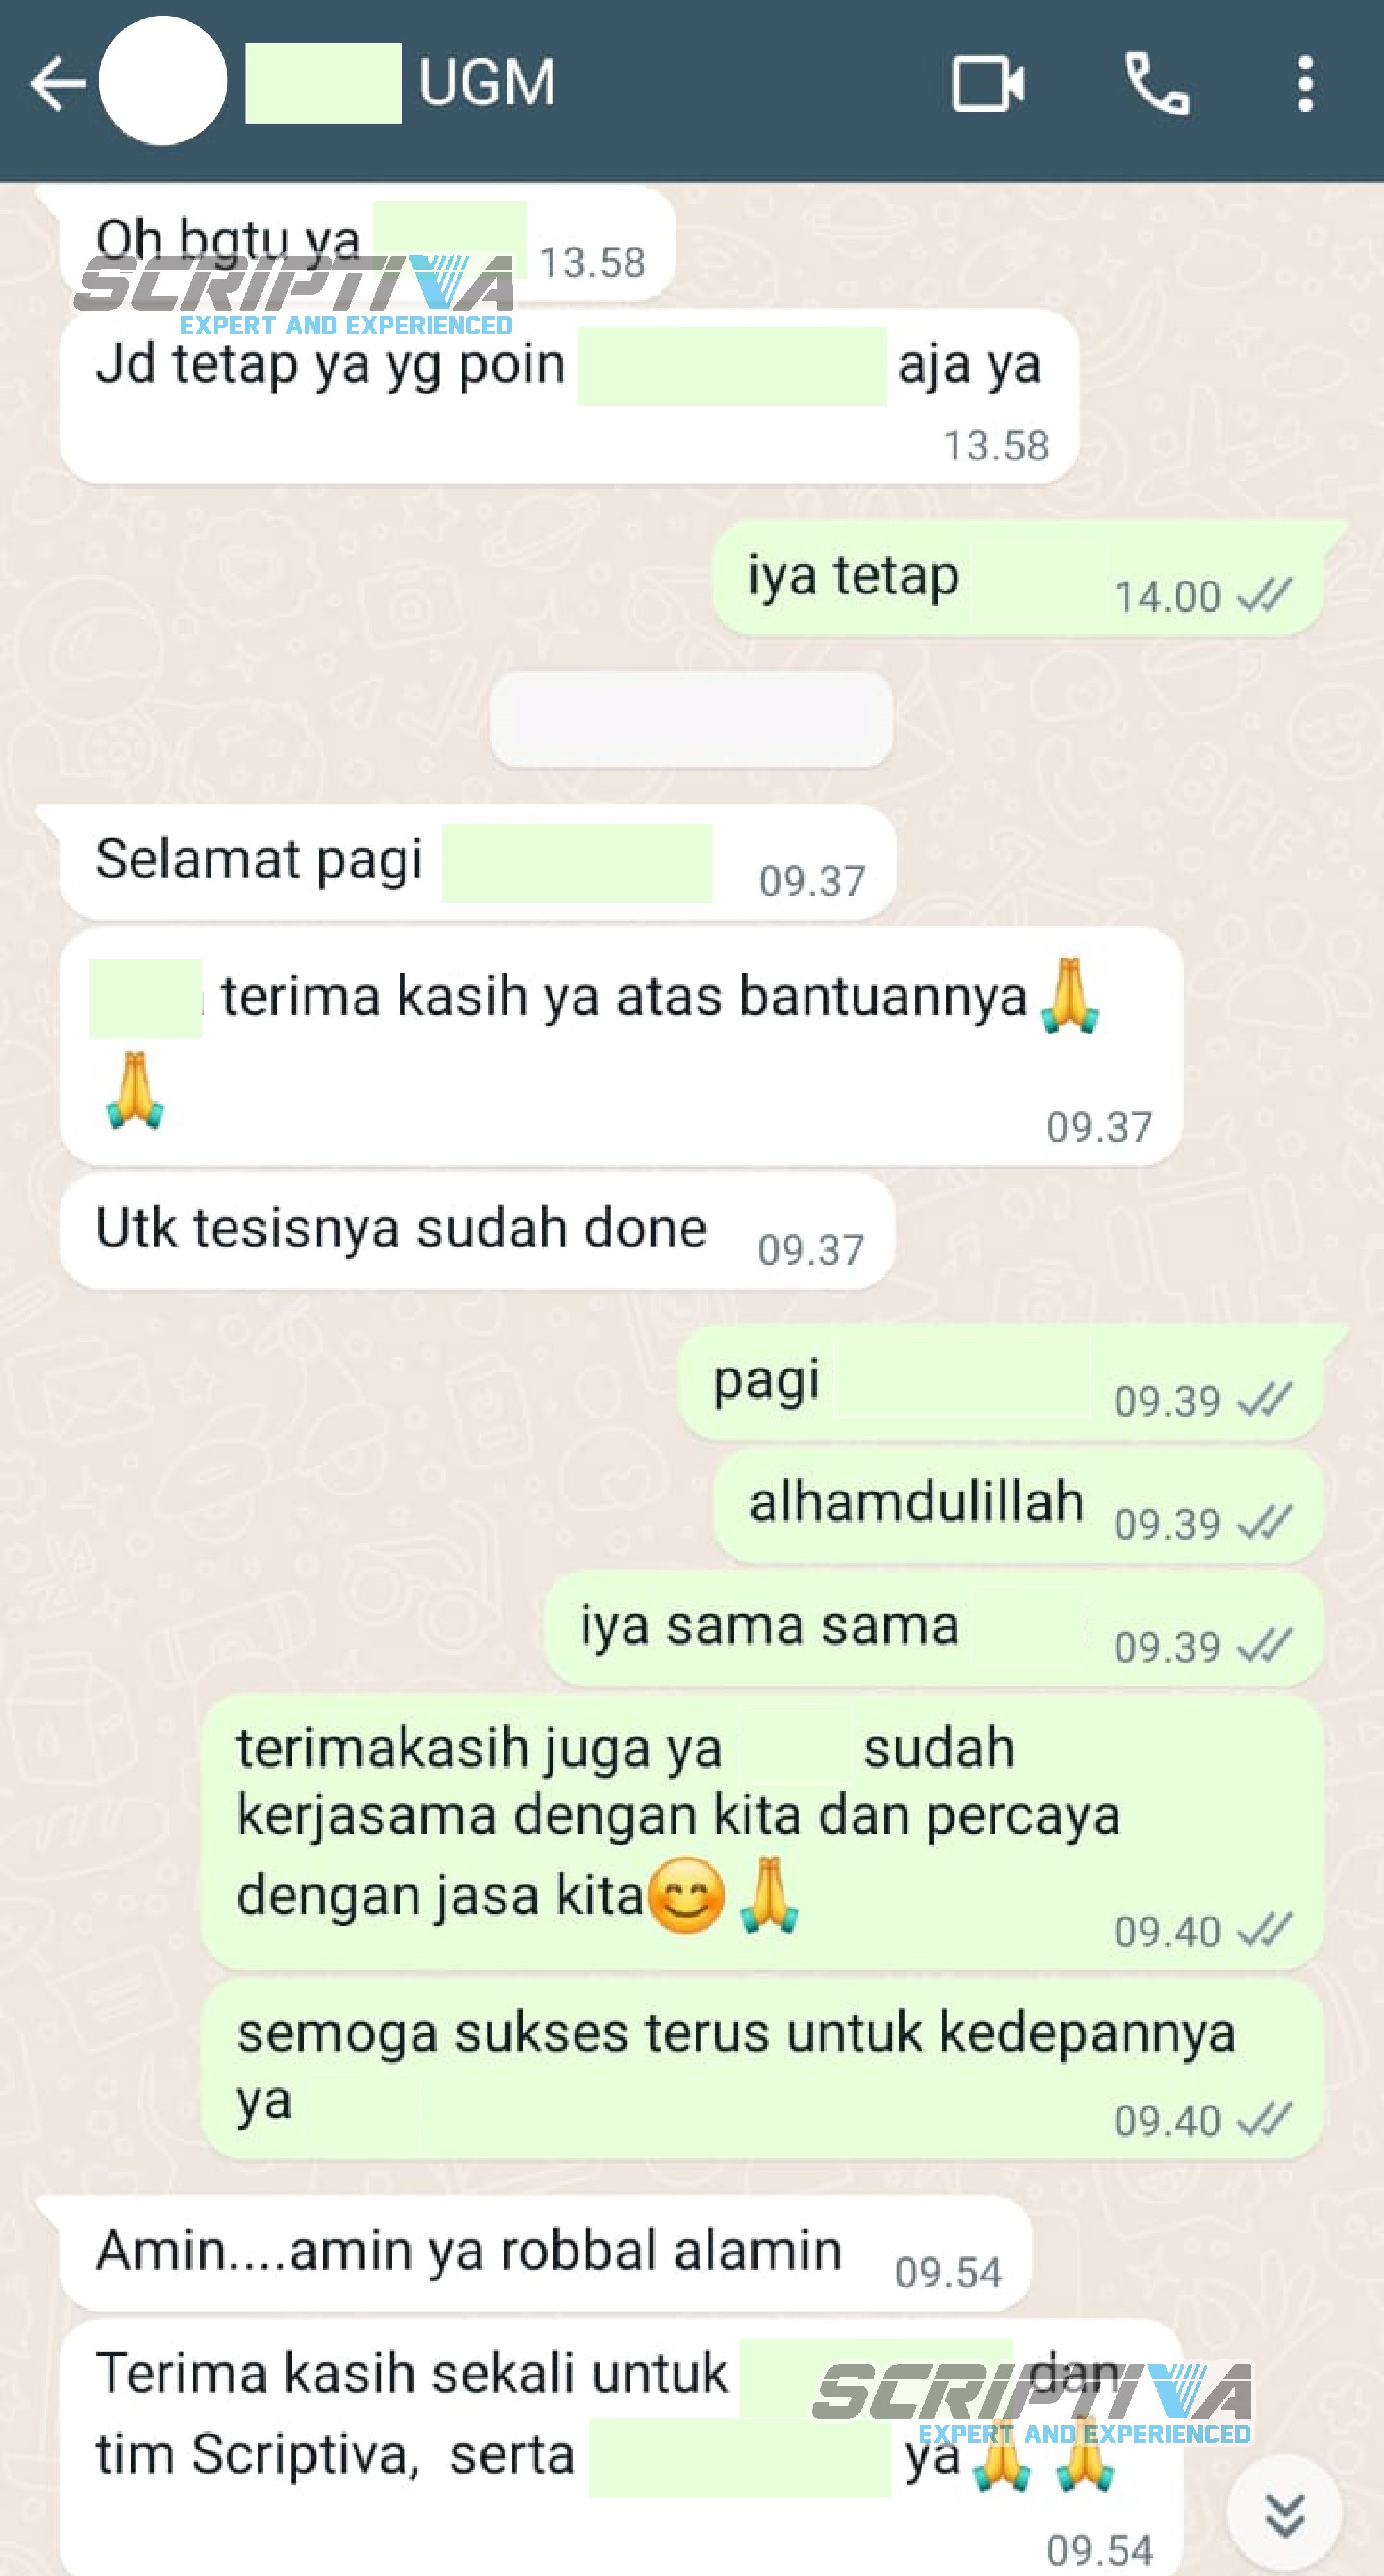 UGM
Oh bgtu ya
13.58
SCRIPTIVA
EXPERT AND EXPERIENCED
Jd tetap ya yg poin aja ya
13.58
iya tetap
14.00
Selamat pagi
09.37
terima kasih ya atas bantuannya🙏
🙏
09.37
Utk tesisnya sudah done
09.37
pagi
09.39
alhamdulillah
09.39
iya sama sama
09.39
terimakasih juga ya sudah
kerjasama dengan kita dan percaya
dengan jasa kita😊🙏
09.40
semoga sukses terus untuk kedepannya
ya
09.40
Amin....amin ya robbal alamin
09.54
Terima kasih sekali untuk dan
SCRIPTIVA
EXPERT AND EXPERIENCED
tim Scriptiva, serta ya🙏🙏
09.54